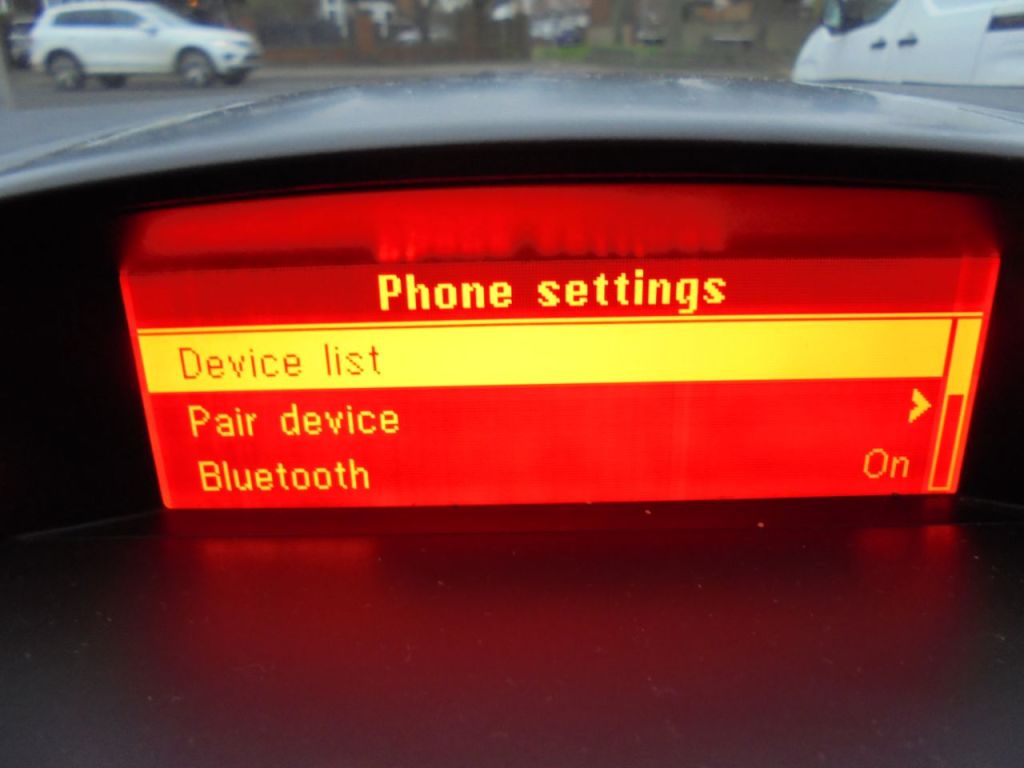 Phone settings
Device list
Pair device
Bluetooth On